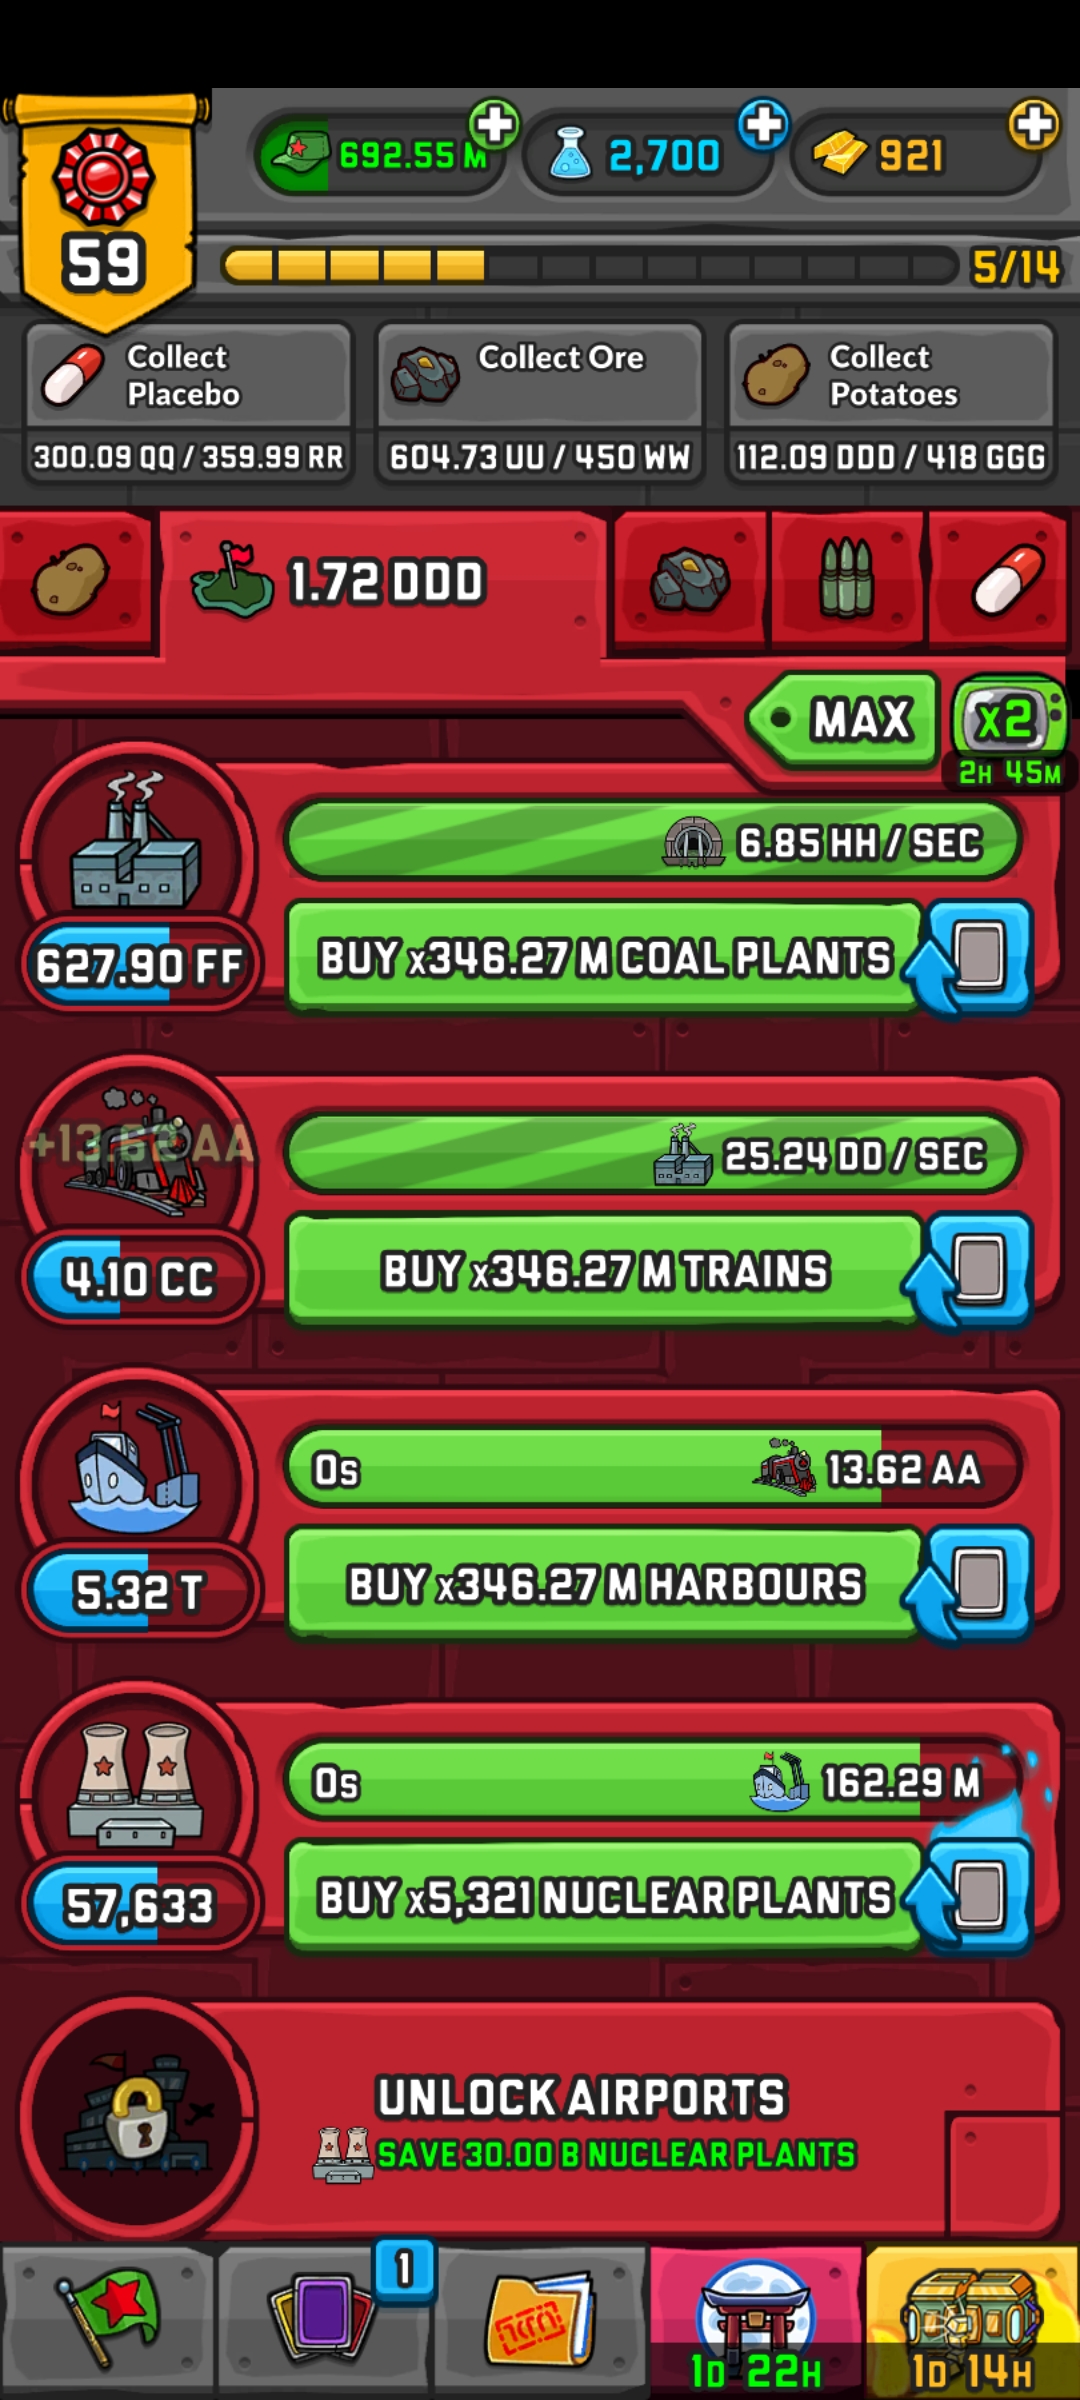 692.55 M
2,700
921
59
5/14
Collect
Placebo
300.09 QQ / 359.99 RR
Collect Ore
604.73 UU / 450 WW
Collect
Potatoes
112.09 DDD / 418 GGG
1.72 DDD
MAX
x2
2H 45M
6.85 HH / SEC
627.90 FF
BUY x346.27 M COAL PLANTS
+13.62 AA
25.24 DD / SEC
4.10 CC
BUY x346.27 M TRAINS
0s
13.62 AA
5.32 T
BUY x346.27 M HARBOURS
0s
162.29 M
57,633
BUY x5,321 NUCLEAR PLANTS
UNLOCK AIRPORTS
SAVE 30.00 B NUCLEAR PLANTS
1
1D 22H
1D 14H